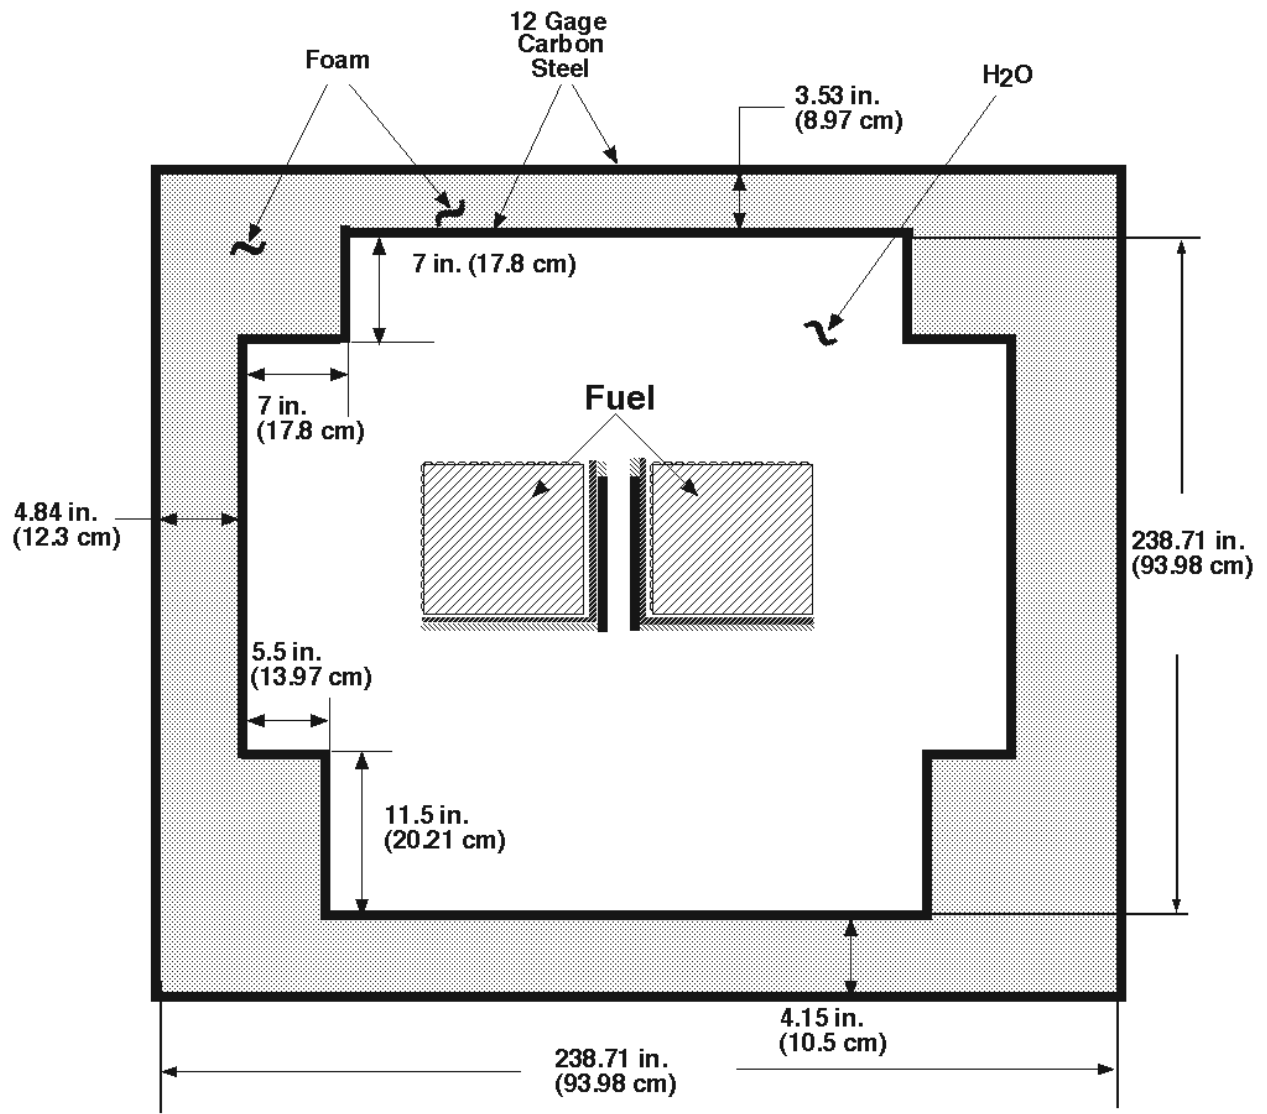 12 Gage
Carbon
Steel
Foam
H2O
3.53 in.
(8.97 cm)
7 in. (17.8 cm)
7 in.
(17.8 cm)
Fuel
4.84 in.
(12.3 cm)
238.71 in.
(93.98 cm)
5.5 in.
(13.97 cm)
11.5 in.
(20.21 cm)
4.15 in.
(10.5 cm)
238.71 in.
(93.98 cm)